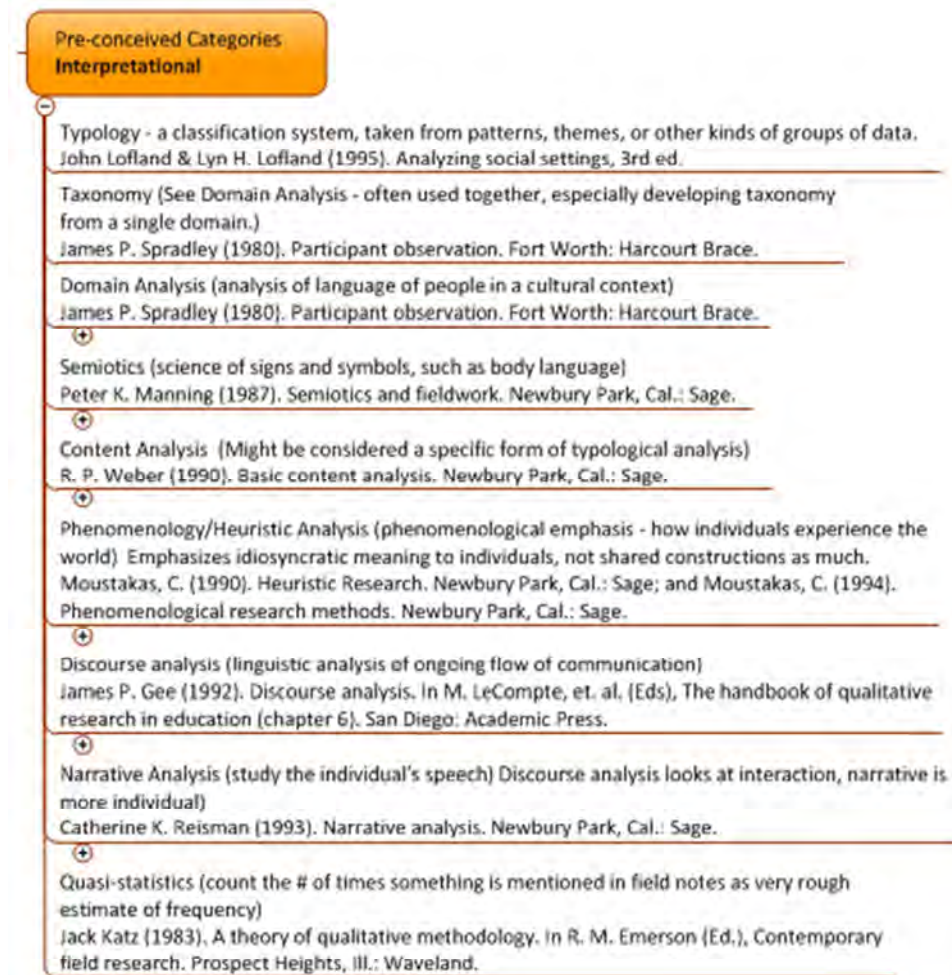 Pre-conceived Categories
Interpretational
Typology - a classification system, taken from patterns, themes, or other kinds of groups of data.
John Lofland & Lyn H. Lofland (1995). Analyzing social settings, 3rd ed.
Taxonomy (See Domain Analysis - often used together, especially developing taxonomy
from a single domain.)
James P. Spradley (1980). Participant observation. Fort Worth: Harcourt Brace.
Domain Analysis (analysis of language of people in a cultural context)
James P. Spradley (1980). Participant observation. Fort Worth: Harcourt Brace.
Semiotics (science of signs and symbols, such as body language)
Peter K. Manning (1987). Semiotics and fieldwork. Newbury Park, Cal.: Sage.
Content Analysis (Might be considered a specific form of typological analysis)
R. P. Weber (1990). Basic content analysis. Newbury Park, Cal.: Sage.
Phenomenology/Heuristic Analysis (phenomenological emphasis - how individuals experience the
world) Emphasizes idiosyncratic meaning to individuals, not shared constructions as much.
Moustakas, C. (1990). Heuristic Research. Newbury Park, Cal.: Sage; and Moustakas, C. (1994).
Phenomenological research methods. Newbury Park, Cal.: Sage.
Discourse analysis (linguistic analysis of ongoing flow of communication)
James P. Gee (1992). Discourse analysis. In M. LeCompte, et. al. (Eds), The handbook of qualitative
research in education (chapter 6). San Diego: Academic Press.
Narrative Analysis (study the individual's speech) Discourse analysis looks at interaction, narrative is
more individual)
Catherine K. Reisman (1993). Narrative analysis. Newbury Park, Cal.: Sage.
Quasi-statistics (count the # of times something is mentioned in field notes as very rough
estimate of frequency)
Jack Katz (1983). A theory of qualitative methodology. In R. M. Emerson (Ed.), Contemporary
field research. Prospect Heights, Ill.: Waveland.